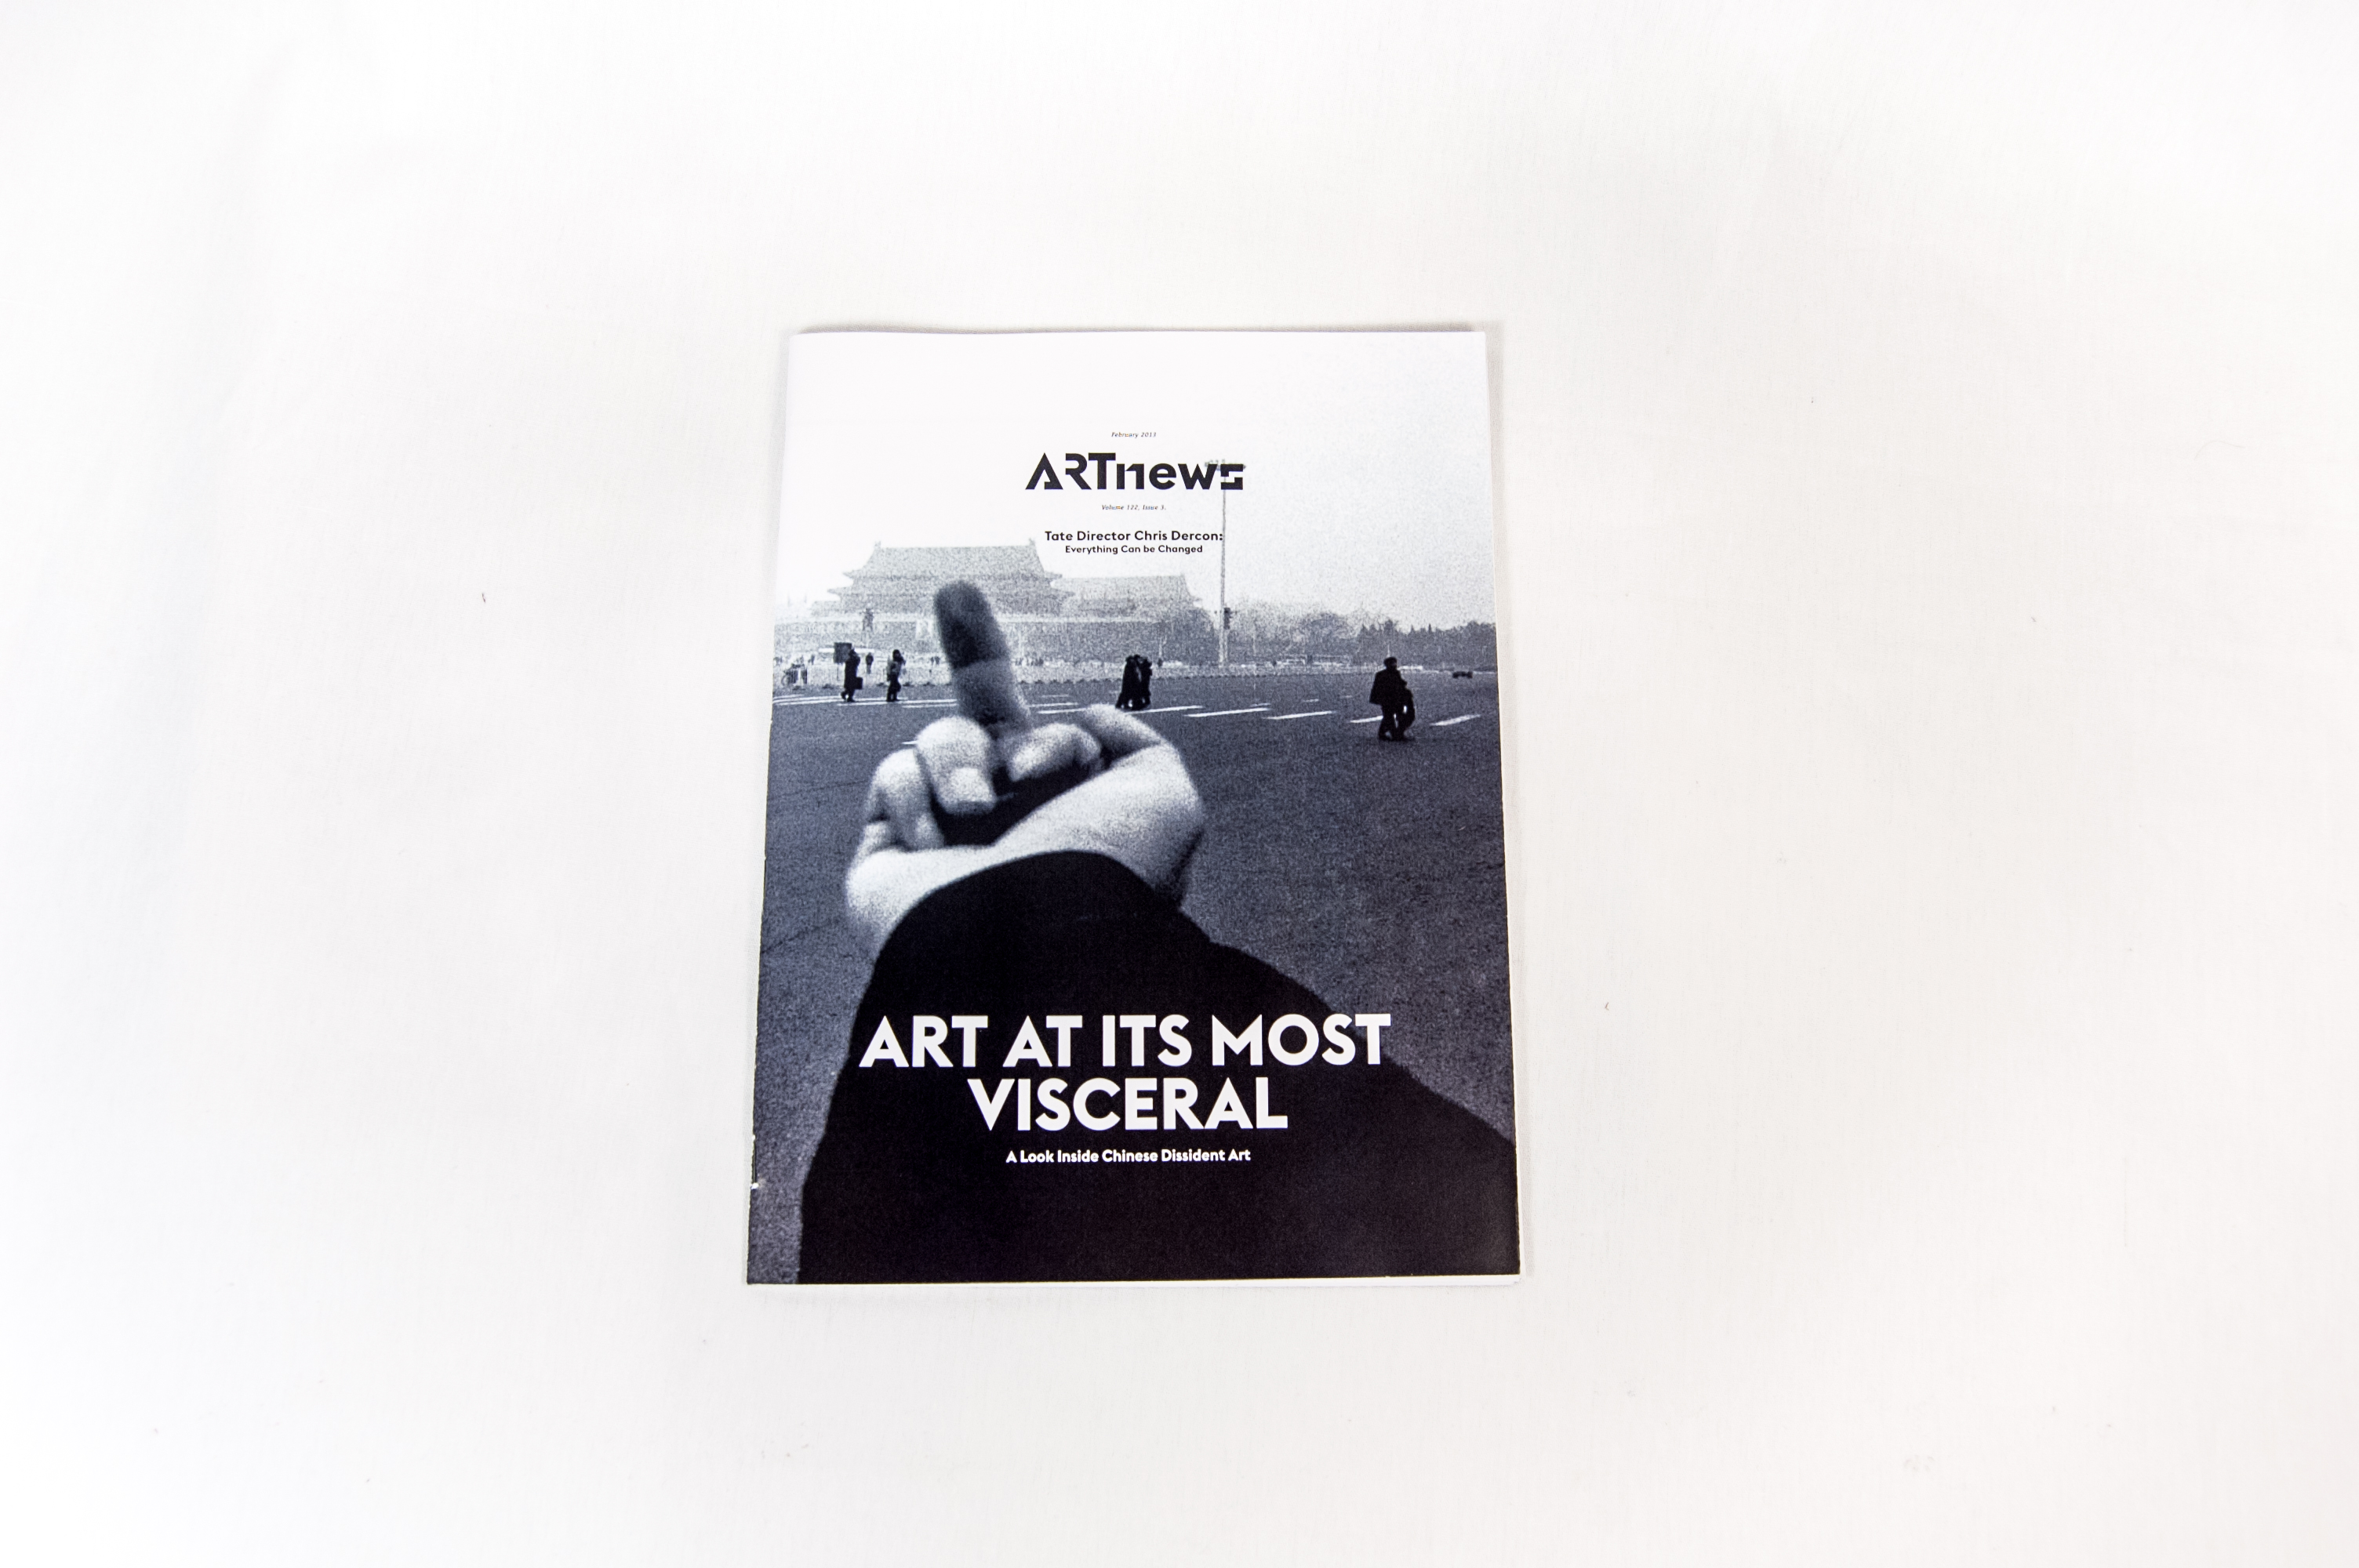 February 2013
ARTnews
Volume 122, Issue 3.
Tate Director Chris Dercon:
Everything Can be Changed
ART AT ITS MOST
VISCERAL
A Look Inside Chinese Dissident Art